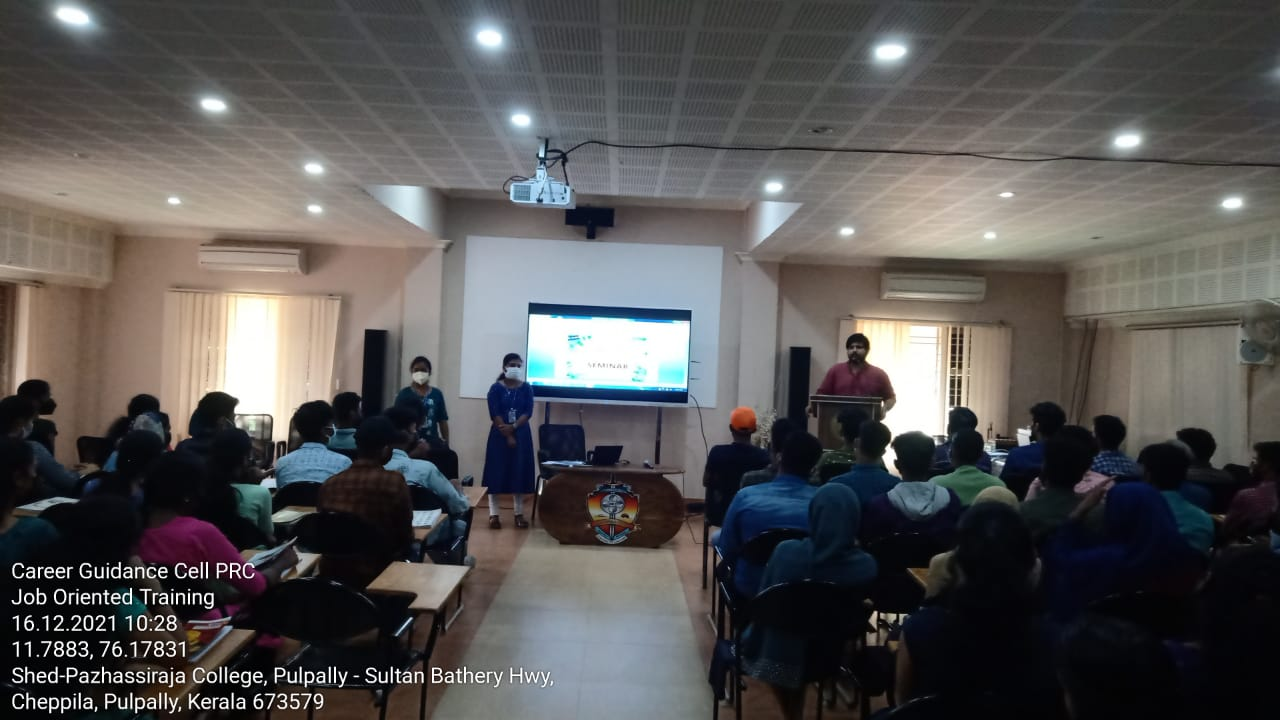 SEMINAR
Career Guidance Cell PRC
Job Oriented Training
16.12.2021 10:28
11.7883, 76.17831
Shed-Pazhassiraja College, Pulpally - Sultan Bathery Hwy,
Cheppila, Pulpally, Kerala 673579